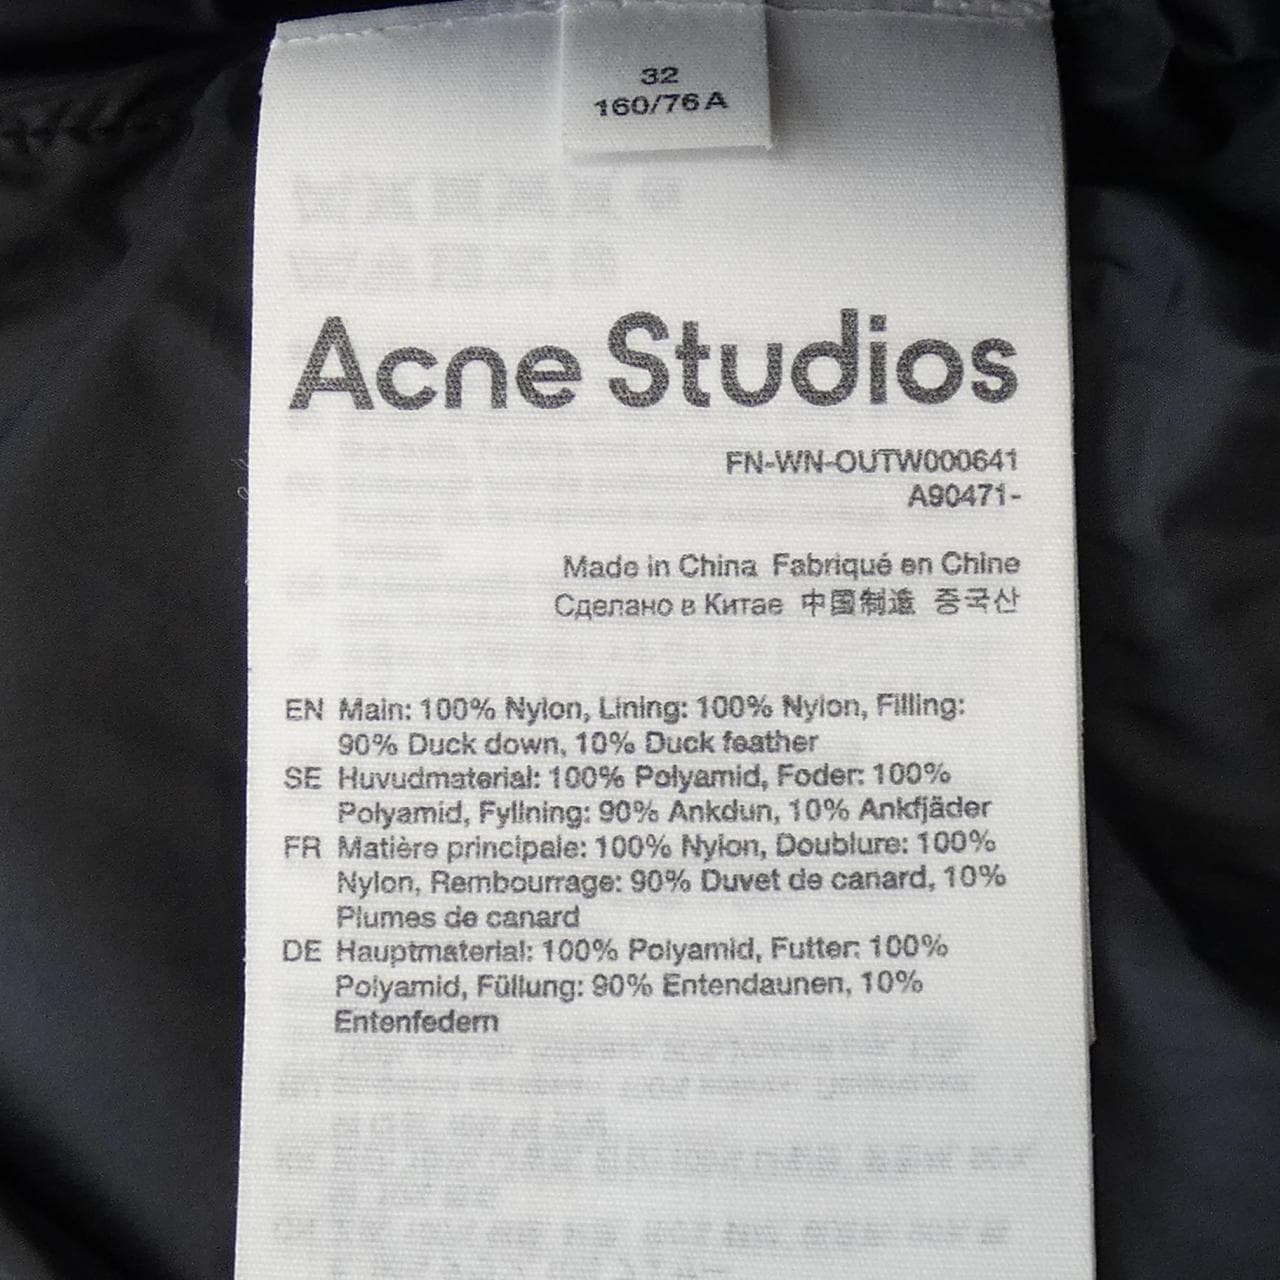 32
160/76A
Acne Studios
FN-WN-OUTW000641
A90471-
Made in China Fabriqué en Chine
Сделано в Китае 中国制造 중국산
EN Main: 100% Nylon, Lining: 100% Nylon, Filling:
90% Duck down, 10% Duck feather
SE Huvudmaterial: 100% Polyamid, Foder: 100%
Polyamid, Fyllning: 90% Ankdun, 10% Ankfjäder
FR Matière principale: 100% Nylon, Doublure: 100%
Nylon, Rembourrage: 90% Duvet de canard, 10%
Plumes de canard
DE Hauptmaterial: 100% Polyamid, Futter: 100%
Polyamid, Füllung: 90% Entendaunen, 10%
Entenfedern